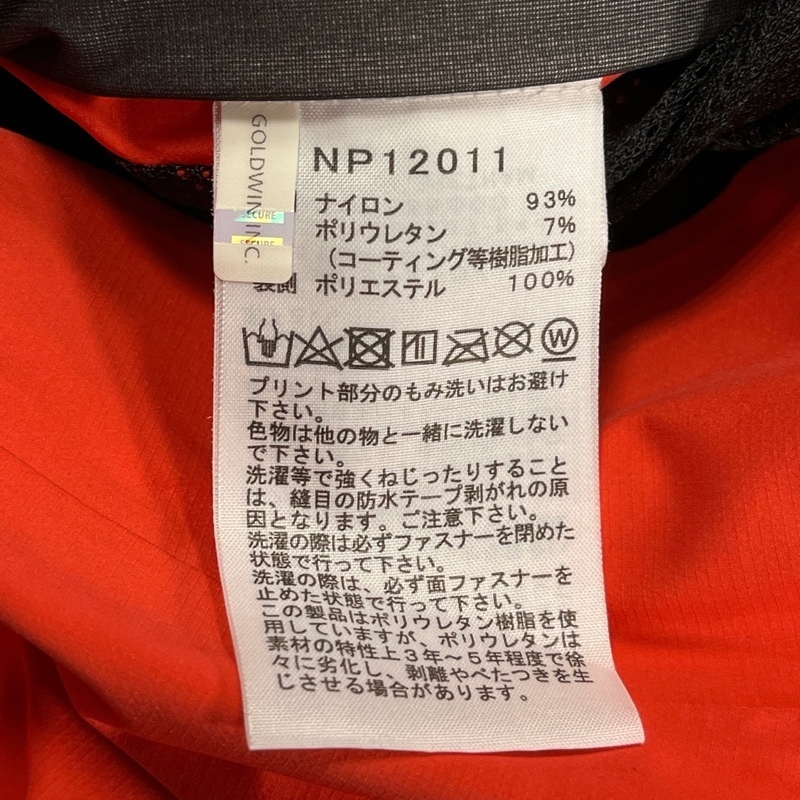 GOLDWIN INC.
SECURE
SECURE
NP12011
ナイロン 93%
ポリウレタン 7%
(コーティング等樹脂加工)
裏側 ポリエステル 100%
W
プリント部分のもみ洗いはお避け
下さい。
色物は他の物と一緒に洗濯しない
で下さい。
洗濯等で強くねじったりすること
は、縫目の防水テープ剥がれの原
因となります。ご注意下さい。
洗濯の際は必ずファスナーを閉めた
状態で行って下さい。
洗濯の際は、必ず面ファスナーを
止めた状態で行って下さい。
この製品はポリウレタン樹脂を使
用していますが、ポリウレタンは
素材の特性上3年～5年程度で徐
々に劣化し、剥離やべたつきを生
じさせる場合があります。